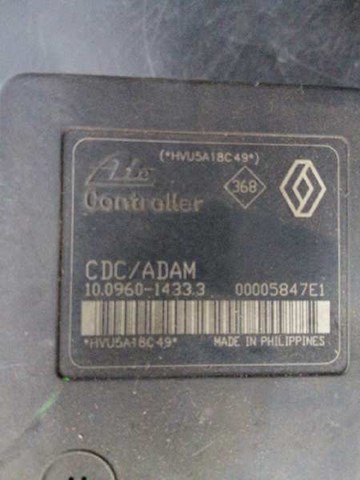 (*HVU5A18C49*)
Ate
368
Controller
CDC/ADAM
10.0960-1433.3 00005847E1
*HVU5A18C49* MADE IN PHILIPPINES